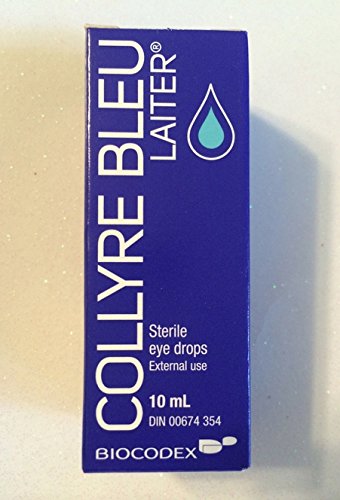 COLLYRE BLEU
LAITER®
Sterile
eye drops
External use
10 mL
DIN 00674 354
BIOCODEX